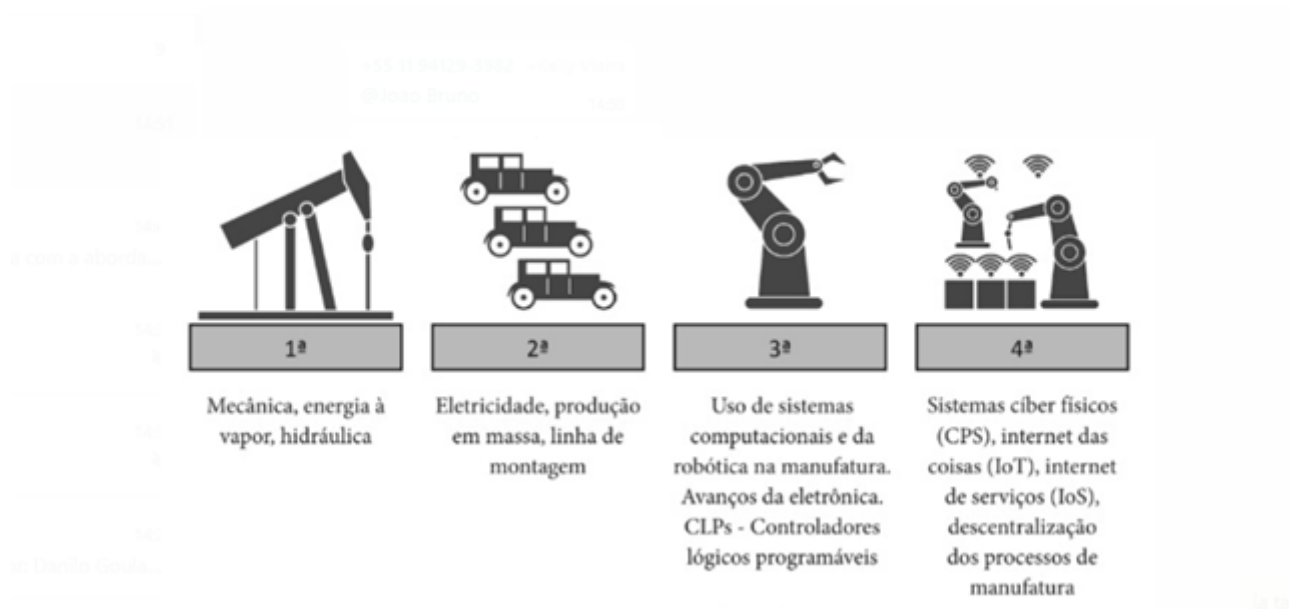 1ª
Mecânica, energia à
vapor, hidráulica
2ª
Eletricidade, produção
em massa, linha de
montagem
3ª
Uso de sistemas
computacionais e da
robótica na manufatura.
Avanços da eletrônica.
CLPs - Controladores
lógicos programáveis
4ª
Sistemas cíber físicos
(CPS), internet das
coisas (IoT), internet
de serviços (IoS),
descentralização
dos processos de
manufatura